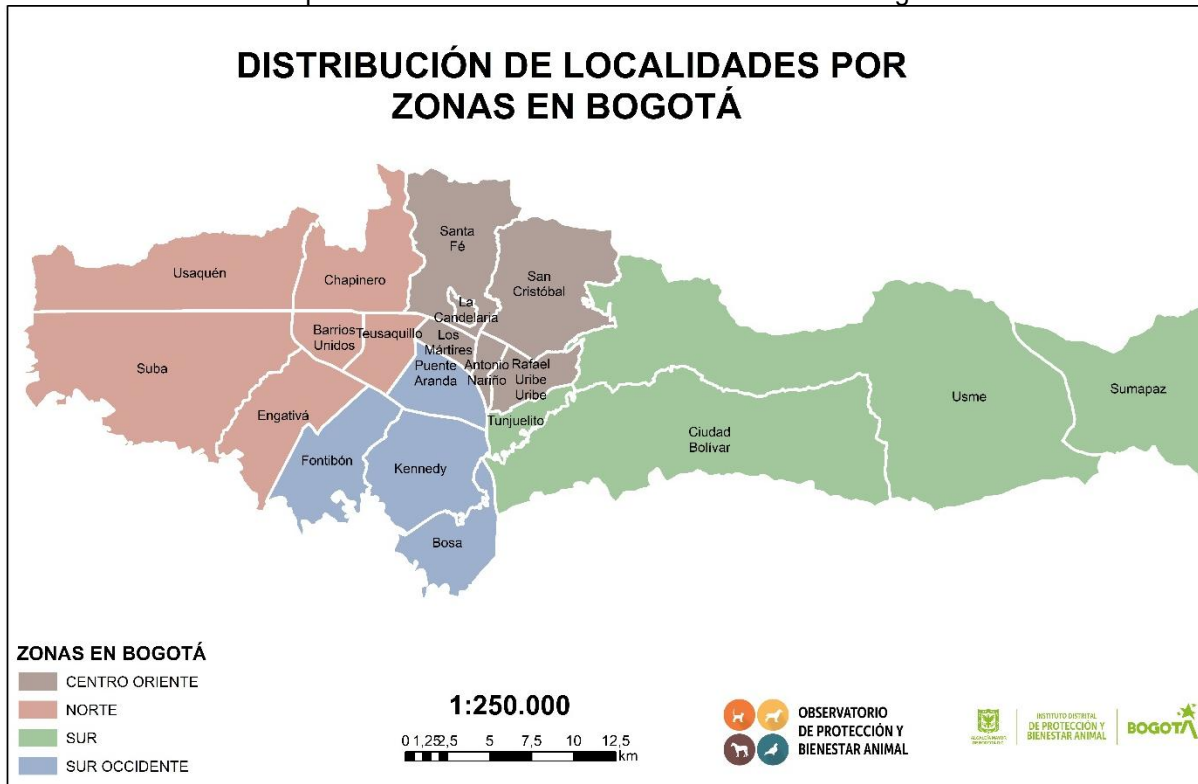 DISTRIBUCIÓN DE LOCALIDADES POR
ZONAS EN BOGOTÁ
Santa
Fé
Usaquén
Chapinero
San
Cristóbal
La
Candelaria
Barrios
Unidos
Teusaquillo
Los
Mártires
Suba
Puente
Aranda
Antonio
Nariño
Rafael
Uribe
Uribe
Sumapaz
Usme
Engativá
Tunjuelito
Ciudad
Bolívar
Fontibón
Kennedy
Bosa
ZONAS EN BOGOTÁ
CENTRO ORIENTE
NORTE
SUR
SUR OCCIDENTE
1:250.000
0 1,25 2,5 5 7,5 10 12,5
km
OBSERVATORIO
DE PROTECCIÓN Y
BIENESTAR ANIMAL
INSTITUTO DISTRITAL
DE PROTECCIÓN Y
BIENESTAR ANIMAL
BOGOTÁ